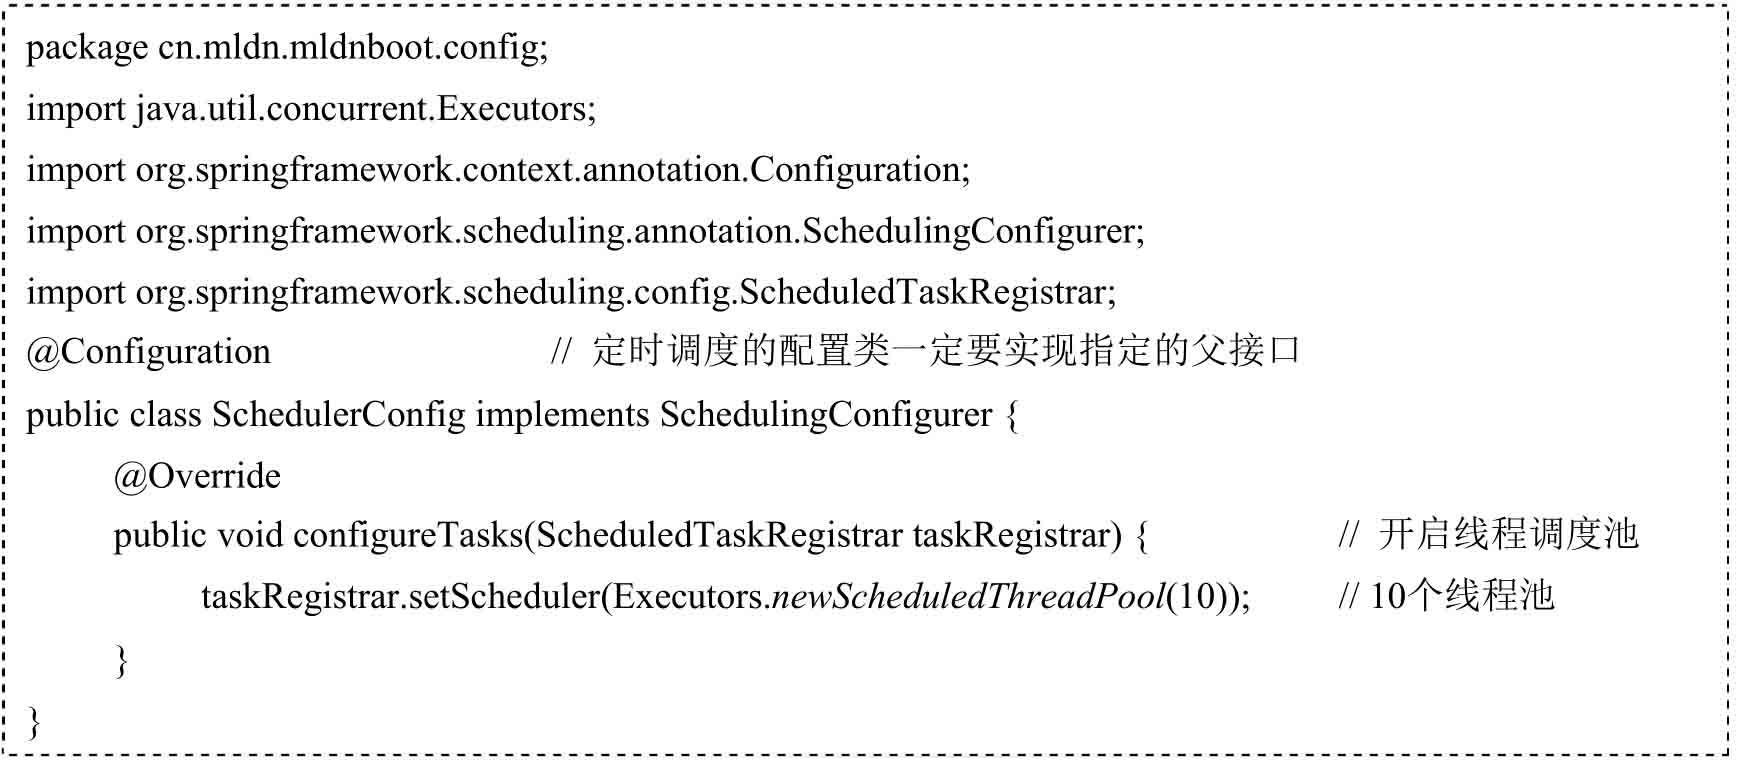 package cn.mldn.mldnboot.config;
import java.util.concurrent.Executors;
import org.springframework.context.annotation.Configuration;
import org.springframework.scheduling.annotation.SchedulingConfigurer;
import org.springframework.scheduling.config.ScheduledTaskRegistrar;
@Configuration // 定时调度的配置类一定要实现指定的父接口
public class SchedulerConfig implements SchedulingConfigurer {
@Override
public void configureTasks(ScheduledTaskRegistrar taskRegistrar) { // 开启线程调度池
taskRegistrar.setScheduler(Executors.newScheduledThreadPool(10)); // 10个线程池
}
}